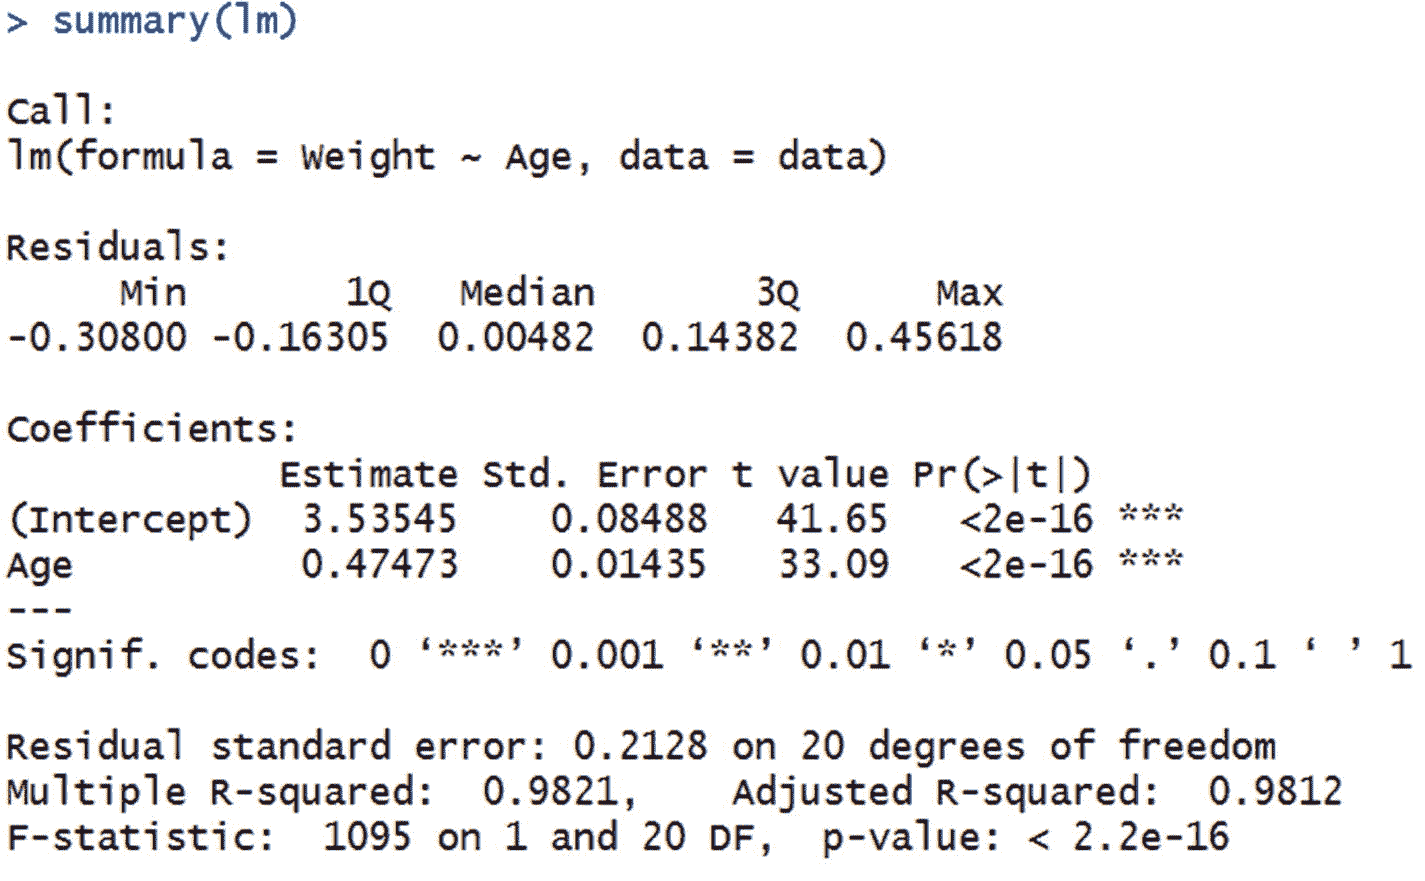 > summary(lm)
Call:
lm(formula = Weight ~ Age, data = data)
Residuals:
     Min       1Q   Median       3Q      Max
-0.30800 -0.16305  0.00482  0.14382  0.45618
Coefficients:
            Estimate Std. Error t value Pr(>|t|)
(Intercept)  3.53545    0.08488   41.65   <2e-16 ***
Age          0.47473    0.01435   33.09   <2e-16 ***
---
Signif. codes:  0 ‘***’ 0.001 ‘**’ 0.01 ‘*’ 0.05 ‘.’ 0.1 ‘ ’ 1
Residual standard error: 0.2128 on 20 degrees of freedom
Multiple R-squared:  0.9821,    Adjusted R-squared:  0.9812
F-statistic:  1095 on 1 and 20 DF,  p-value: < 2.2e-16